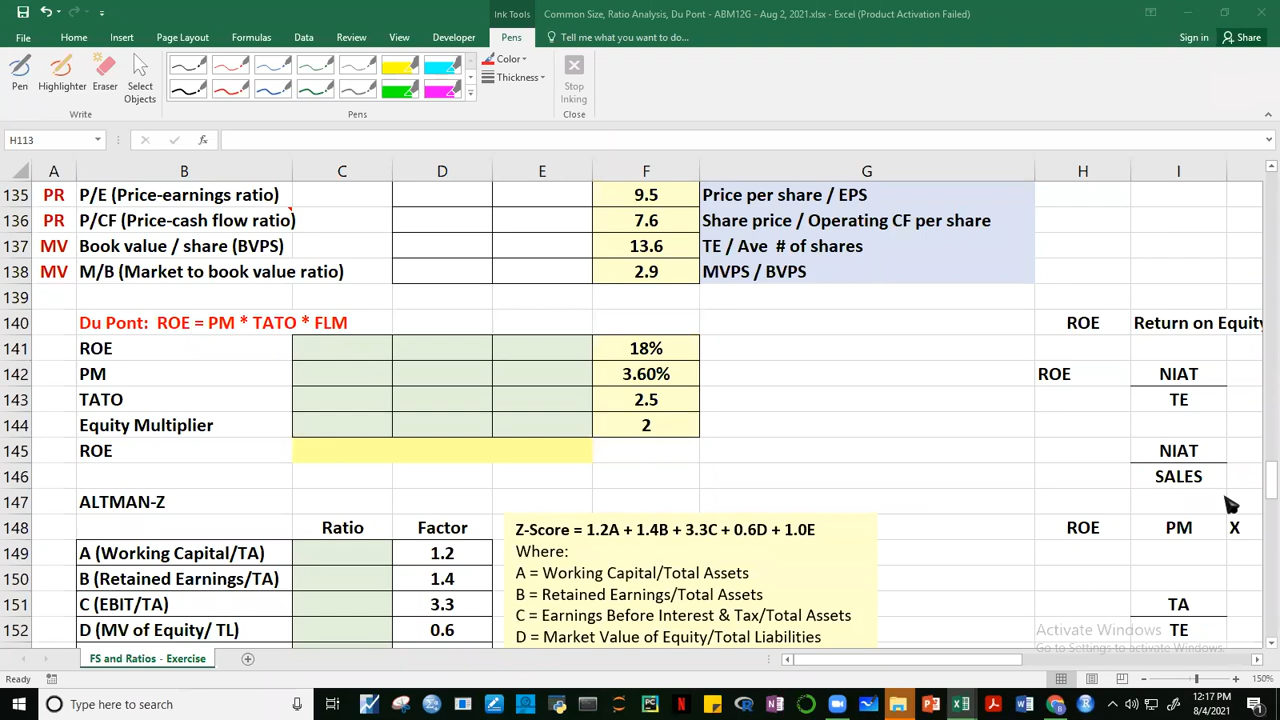 Ink Tools
Common Size, Ratio Analysis, Du Pont - ABM12G - Aug 2, 2021.xlsx - Excel (Product Activation Failed)
File Home Insert Page Layout Formulas Data Review View Developer Pens Tell me what you want to do... Sign in Share
Color
Thickness
Pen Highlighter Eraser Select Objects Stop Inking
Write Pens Close
H113 fx
A B C D E F G H I
135 PR P/E (Price-earnings ratio) 9.5 Price per share / EPS
136 PR P/CF (Price-cash flow ratio) 7.6 Share price / Operating CF per share
137 MV Book value / share (BVPS) 13.6 TE / Ave # of shares
138 MV M/B (Market to book value ratio) 2.9 MVPS / BVPS
139
140 Du Pont: ROE = PM * TATO * FLM ROE Return on Equity
141 ROE 18%
142 PM 3.60% ROE NIAT
143 TATO 2.5 TE
144 Equity Multiplier 2
145 ROE NIAT
146 SALES
147 ALTMAN-Z
148 Ratio Factor Z-Score = 1.2A + 1.4B + 3.3C + 0.6D + 1.0E ROE PM X
Where:
149 A (Working Capital/TA) 1.2 A = Working Capital/Total Assets
150 B (Retained Earnings/TA) 1.4 B = Retained Earnings/Total Assets
151 C (EBIT/TA) 3.3 C = Earnings Before Interest & Tax/Total Assets TA
152 D (MV of Equity/ TL) 0.6 D = Market Value of Equity/Total Liabilities TE
Activate Windows
Go to Settings to activate Windows.
FS and Ratios - Exercise
Ready 150%
Type here to search 12:17 PM
8/4/2021